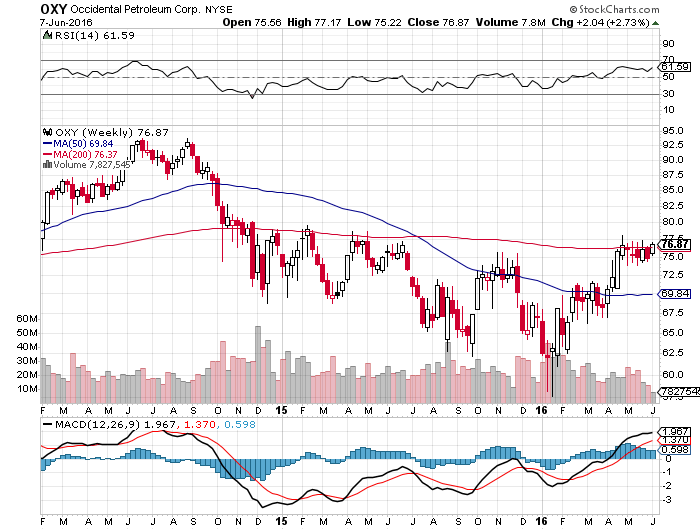 OXY Occidental Petroleum Corp. NYSE © StockCharts.com
7-Jun-2016 Open 75.56 High 77.17 Low 75.22 Close 76.87 Volume 7.8M Chg +2.04 (+2.73%)
RSI(14) 61.59
90
70
61.59
50
30
10
OXY (Weekly) 76.87
MA(50) 69.84
MA(200) 76.37
Volume 7,827,545
95.0
92.5
90.0
87.5
85.0
82.5
80.0
77.5
76.87
75.0
72.5
69.84
67.5
65.0
62.5
60.0
57.5
7827545
60M
50M
40M
30M
20M
10M
F M A M J J A S O N D 15 F M A M J J A S O N D 16 F M A M J
MACD(12,26,9) 1.967, 1.370, 0.598
1.967
1.370
0.598
0
-1
-2
-3
F M A M J J A S O N D 15 F M A M J J A S O N D 16 F M A M J